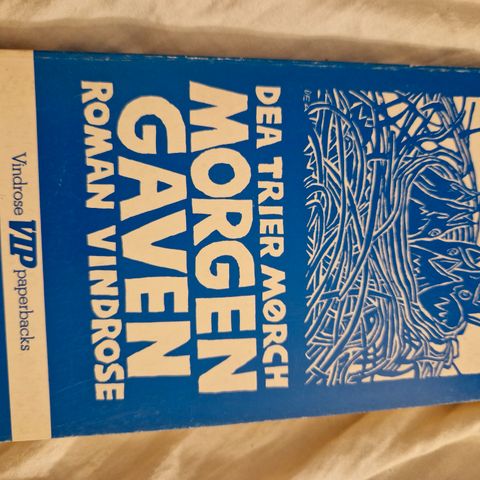 DEA TRIER MØRCH
MORGEN
GAVEN
ROMAN VINDROSE
Vindrose VIP paperbacks